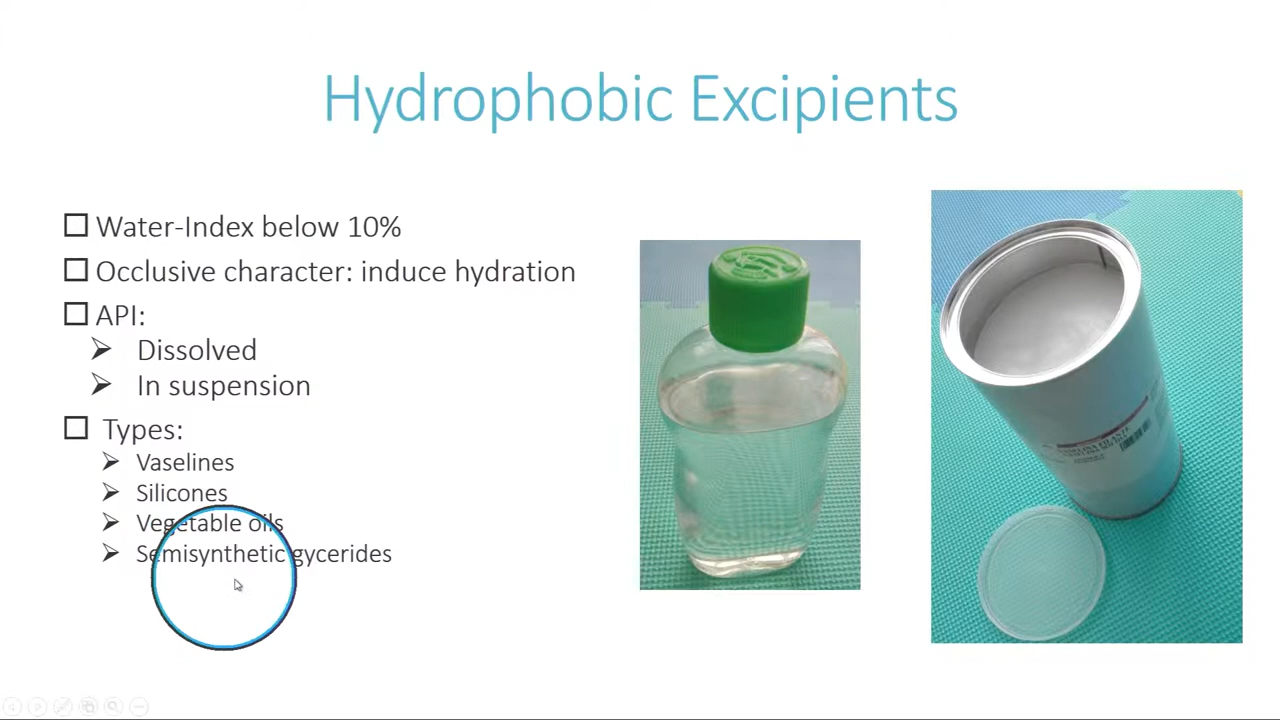 Hydrophobic Excipients
Water-Index below 10%
Occlusive character: induce hydration
API:
Dissolved
In suspension
Types:
Vaselines
Silicones
Vegetable oils
Semisynthetic gycerides